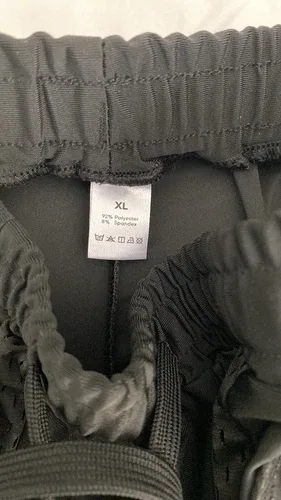 XL
92% Polyester
8% Spandex